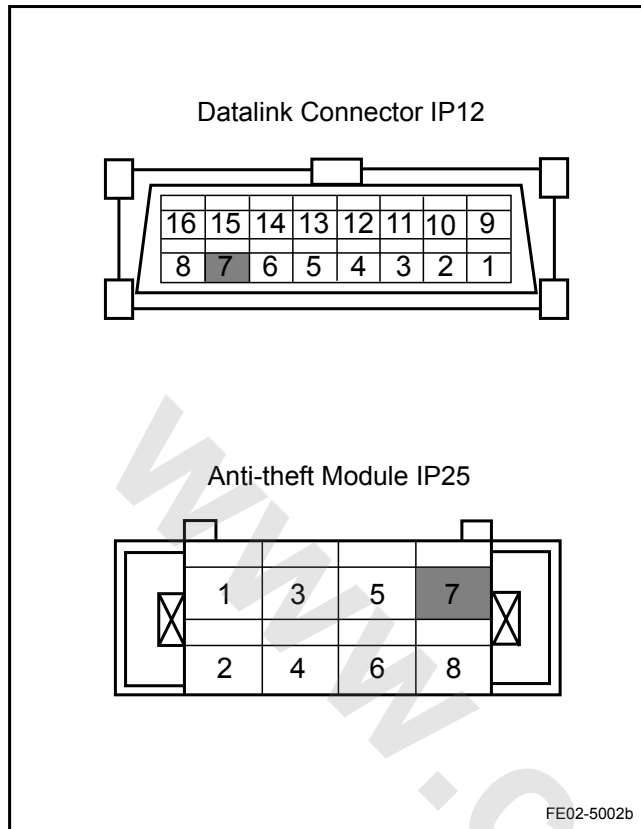 Datalink Connector IP12
16 15 14 13 12 11 10 9
8 7 6 5 4 3 2 1
Anti-theft Module IP25
1 3 5 7
2 4 6 8
www.c
FE02-5002b